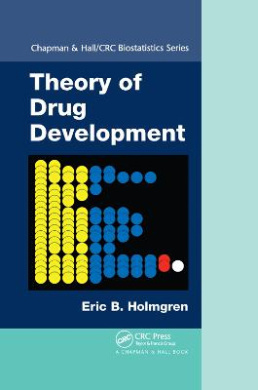 Chapman & Hall/CRC Biostatistics Series
Theory of
Drug
Development
Eric B. Holmgren
CRC Press
Taylor & Francis Group
A CHAPMAN & HALL BOOK